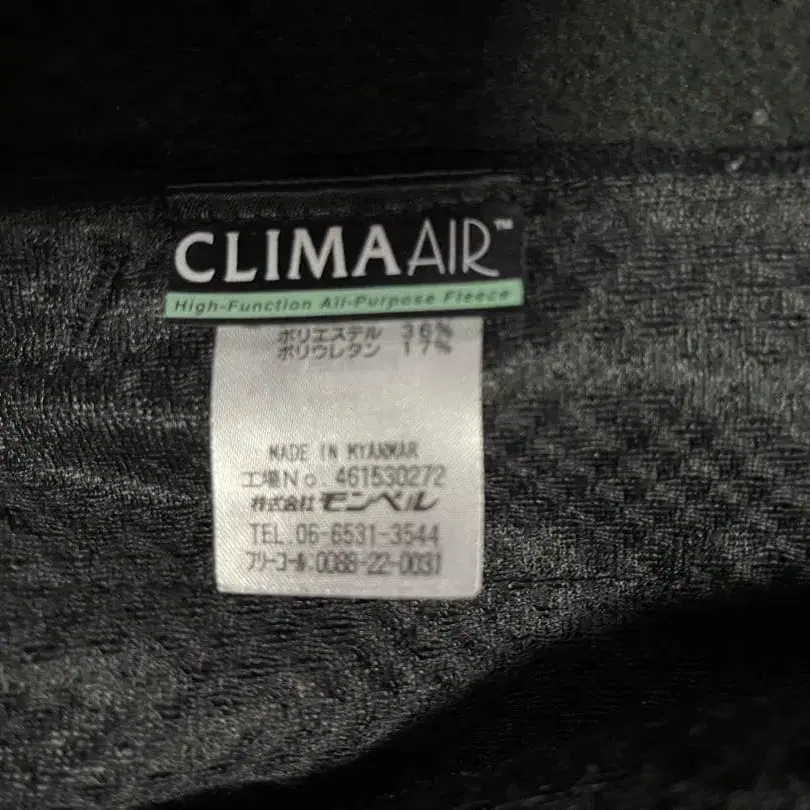 CLIMAAIR™
High-Function All-Purpose Fleece
ポリエステル 36%
ポリウレタン 17%
MADE IN MYANMAR
工場No. 461530272
株式会社 モンベル
TEL.06-6531-3544
フリーコール:0088-22-0031